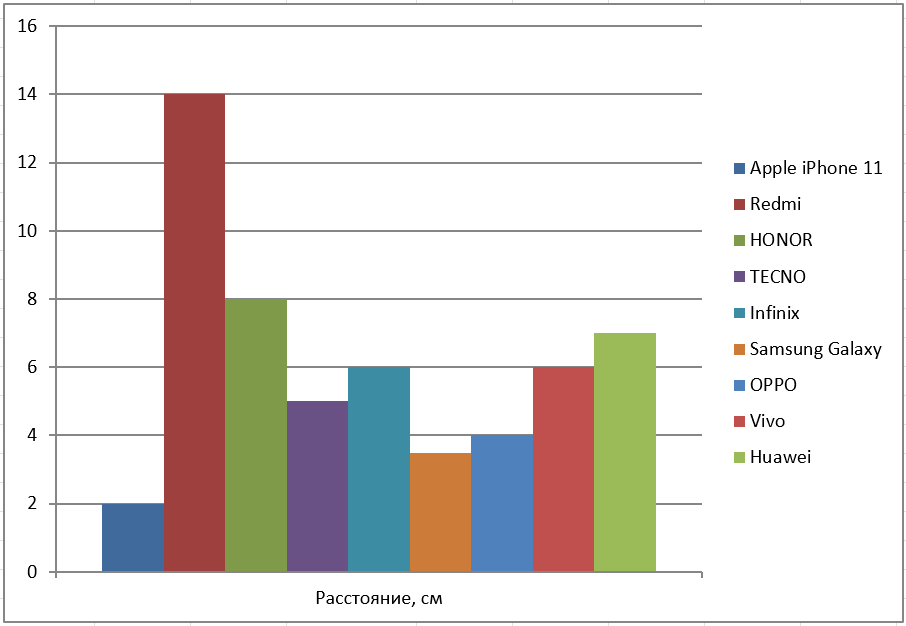 16
14
12
10
8
6
4
2
0
Расстояние, см
Apple iPhone 11
Redmi
HONOR
TECNO
Infinix
Samsung Galaxy
OPPO
Vivo
Huawei